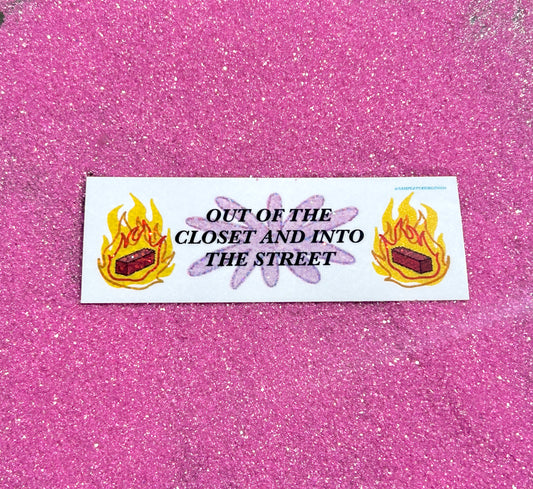 OUT OF THE
CLOSET AND INTO
THE STREET